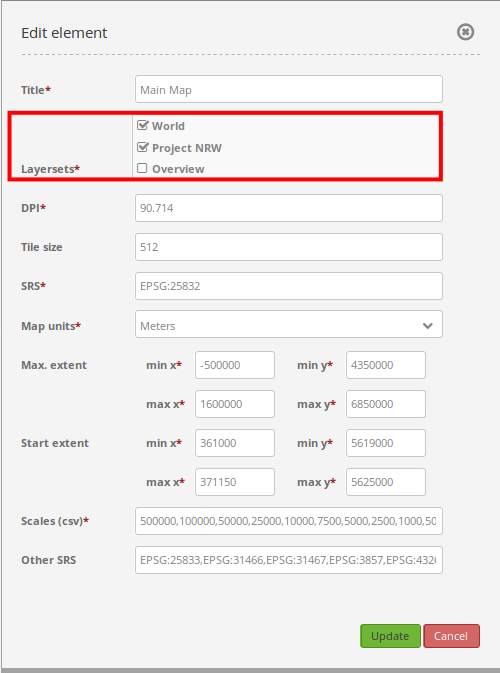 Edit element
Title* Main Map
World
Project NRW
Layersets* Overview
DPI* 90.714
Tile size 512
SRS* EPSG:25832
Map units* Meters
Max. extent min x* -500000 min y* 4350000
max x* 1600000 max y* 6850000
Start extent min x* 361000 min y* 5619000
max x* 371150 max y* 5625000
Scales (csv)* 500000,100000,50000,25000,10000,7500,5000,2500,1000,50
Other SRS EPSG:25833,EPSG:31466,EPSG:31467,EPSG:3857,EPSG:432
Update Cancel